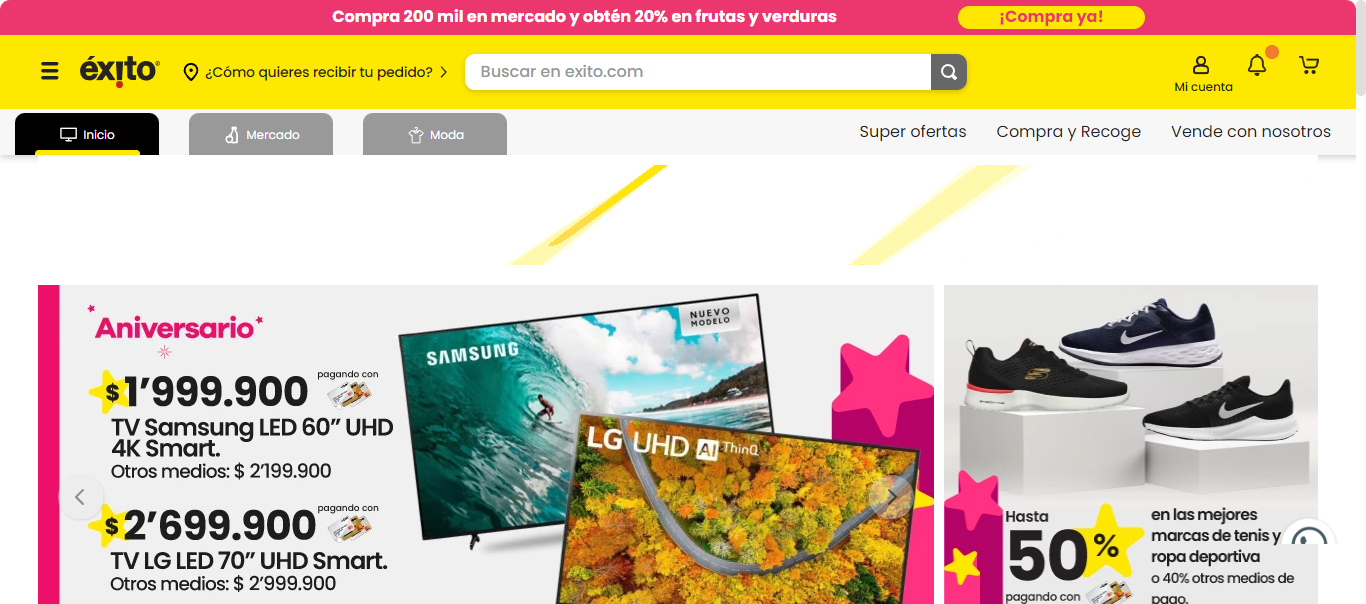 Compra 200 mil en mercado y obtén 20% en frutas y verduras
¡Compra ya!
éxito
¿Cómo quieres recibir tu pedido?
Buscar en exito.com
Mi cuenta
Inicio
Mercado
Moda
Super ofertas
Compra y Recoge
Vende con nosotros
Aniversario
$1’999.900
pagando con
TV Samsung LED 60” UHD
4K Smart.
Otros medios: $ 2’199.900
$2’699.900
pagando con
TV LG LED 70” UHD Smart.
Otros medios: $ 2’999.900
SAMSUNG
NUEVO
MODELO
LG UHD AI ThinQ
Hasta
50%
pagando con
en las mejores
marcas de tenis y
ropa deportiva
o 40% otros medios de
pago.